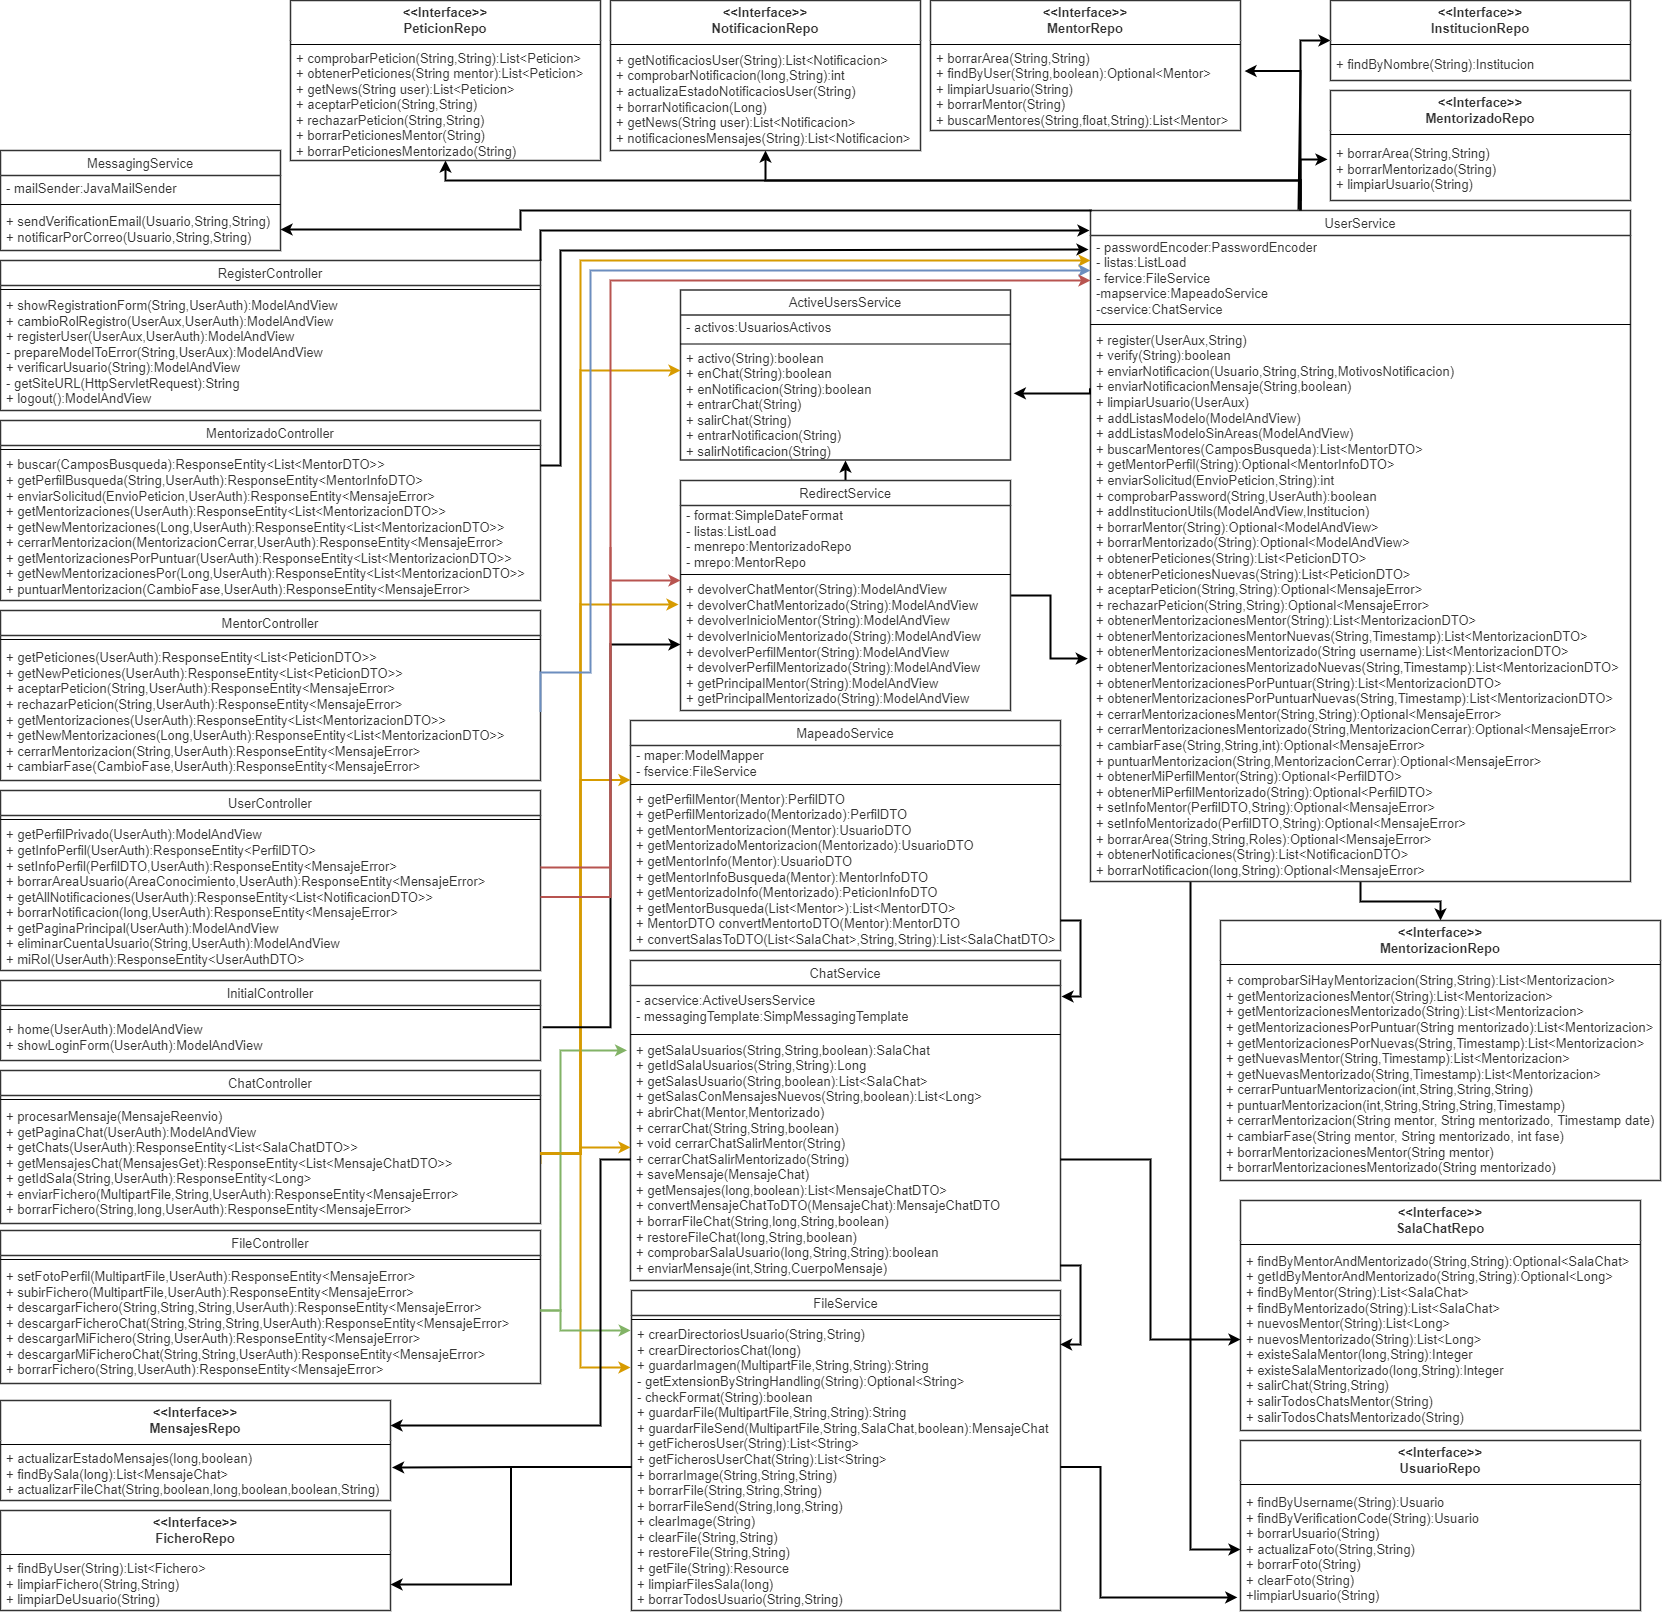 <<Interface>>
PeticionRepo
+ comprobarPeticion(String,String):List<Peticion>
+ obtenerPeticiones(String mentor):List<Peticion>
+ getNews(String user):List<Peticion>
+ aceptarPeticion(String,String)
+ rechazarPeticion(String,String)
+ borrarPeticionesMentor(String)
+ borrarPeticionesMentorizado(String)
<<Interface>>
NotificacionRepo
+ getNotificaciosUser(String):List<Notificacion>
+ comprobarNotificacion(long,String):int
+ actualizaEstadoNotificaciosUser(String)
+ borrarNotificacion(Long)
+ getNews(String user):List<Notificacion>
+ notificacionesMensajes(String):List<Notificacion>
<<Interface>>
MentorRepo
+ borrarArea(String,String)
+ findByUser(String,boolean):Optional<Mentor>
+ limpiarUsuario(String)
+ borrarMentor(String)
+ buscarMentores(String,float,String):List<Mentor>
<<Interface>>
InstitucionRepo
+ findByNombre(String):Institucion
<<Interface>>
MentorizadoRepo
+ borrarArea(String,String)
+ borrarMentorizado(String)
+ limpiarUsuario(String)
MessagingService
- mailSender:JavaMailSender
+ sendVerificationEmail(Usuario,String,String)
+ notificarPorCorreo(Usuario,String,String)
RegisterController
+ showRegistrationForm(String,UserAuth):ModelAndView
+ cambioRolRegistro(UserAux,UserAuth):ModelAndView
+ registerUser(UserAux,UserAuth):ModelAndView
- prepareModelToError(String,UserAux):ModelAndView
+ verificarUsuario(String):ModelAndView
- getSiteURL(HttpServletRequest):String
+ logout():ModelAndView
MentorizadoController
+ buscar(CamposBusqueda):ResponseEntity<List<MentorDTO>>
+ getPerfilBusqueda(String,UserAuth):ResponseEntity<MentorInfoDTO>
+ enviarSolicitud(EnvioPeticion,UserAuth):ResponseEntity<MensajeError>
+ getMentorizaciones(UserAuth):ResponseEntity<List<MentorizacionDTO>>
+ getNewMentorizaciones(Long,UserAuth):ResponseEntity<List<MentorizacionDTO>>
+ cerrarMentorizacion(MentorizacionCerrar,UserAuth):ResponseEntity<MensajeError>
+ getMentorizacionesPorPuntuar(UserAuth):ResponseEntity<List<MentorizacionDTO>>
+ getNewMentorizacionesPor(Long,UserAuth):ResponseEntity<List<MentorizacionDTO>>
+ puntuarMentorizacion(CambioFase,UserAuth):ResponseEntity<MensajeError>
MentorController
+ getPeticiones(UserAuth):ResponseEntity<List<PeticionDTO>>
+ getNewPeticiones(UserAuth):ResponseEntity<List<PeticionDTO>>
+ aceptarPeticion(String,UserAuth):ResponseEntity<MensajeError>
+ rechazarPeticion(String,UserAuth):ResponseEntity<MensajeError>
+ getMentorizaciones(UserAuth):ResponseEntity<List<MentorizacionDTO>>
+ getNewMentorizaciones(Long,UserAuth):ResponseEntity<List<MentorizacionDTO>>
+ cerrarMentorizacion(String,UserAuth):ResponseEntity<MensajeError>
+ cambiarFase(CambioFase,UserAuth):ResponseEntity<MensajeError>
UserController
+ getPerfilPrivado(UserAuth):ModelAndView
+ getInfoPerfil(UserAuth):ResponseEntity<PerfilDTO>
+ setInfoPerfil(PerfilDTO,UserAuth):ResponseEntity<MensajeError>
+ borrarAreaUsuario(AreaConocimiento,UserAuth):ResponseEntity<MensajeError>
+ getAllNotificaciones(UserAuth):ResponseEntity<List<NotificacionDTO>>
+ borrarNotificacion(long,UserAuth):ResponseEntity<MensajeError>
+ getPaginaPrincipal(UserAuth):ModelAndView
+ eliminarCuentaUsuario(String,UserAuth):ModelAndView
+ miRol(UserAuth):ResponseEntity<UserAuthDTO>
InitialController
+ home(UserAuth):ModelAndView
+ showLoginForm(UserAuth):ModelAndView
ChatController
+ procesarMensaje(MensajeReenvio)
+ getPaginaChat(UserAuth):ModelAndView
+ getChats(UserAuth):ResponseEntity<List<SalaChatDTO>>
+ getMensajesChat(MensajesGet):ResponseEntity<List<MensajeChatDTO>>
+ getIdSala(String,UserAuth):ResponseEntity<Long>
+ enviarFichero(MultipartFile,String,UserAuth):ResponseEntity<MensajeError>
+ borrarFichero(String,long,UserAuth):ResponseEntity<MensajeError>
FileController
+ setFotoPerfil(MultipartFile,UserAuth):ResponseEntity<MensajeError>
+ subirFichero(MultipartFile,UserAuth):ResponseEntity<MensajeError>
+ descargarFichero(String,String,String,UserAuth):ResponseEntity<MensajeError>
+ descargarFicheroChat(String,String,String,UserAuth):ResponseEntity<MensajeError>
+ descargarMiFichero(String,UserAuth):ResponseEntity<MensajeError>
+ descargarMiFicheroChat(String,String,UserAuth):ResponseEntity<MensajeError>
+ borrarFichero(String,UserAuth):ResponseEntity<MensajeError>
<<Interface>>
MensajesRepo
+ actualizarEstadoMensajes(long,boolean)
+ findBySala(long):List<MensajeChat>
+ actualizarFileChat(String,boolean,long,boolean,boolean,String)
<<Interface>>
FicheroRepo
+ findByUser(String):List<Fichero>
+ limpiarFichero(String,String)
+ limpiarDeUsuario(String)
ActiveUsersService
- activos:UsuariosActivos
+ activo(String):boolean
+ enChat(String):boolean
+ enNotificacion(String):boolean
+ entrarChat(String)
+ salirChat(String)
+ entrarNotificacion(String)
+ salirNotificacion(String)
RedirectService
- format:SimpleDateFormat
- listas:ListLoad
- menrepo:MentorizadoRepo
- mrepo:MentorRepo
+ devolverChatMentor(String):ModelAndView
+ devolverChatMentorizado(String):ModelAndView
+ devolverInicioMentor(String):ModelAndView
+ devolverInicioMentorizado(String):ModelAndView
+ devolverPerfilMentor(String):ModelAndView
+ devolverPerfilMentorizado(String):ModelAndView
+ getPrincipalMentor(String):ModelAndView
+ getPrincipalMentorizado(String):ModelAndView
MapeadoService
- maper:ModelMapper
- fservice:FileService
+ getPerfilMentor(Mentor):PerfilDTO
+ getPerfilMentorizado(Mentorizado):PerfilDTO
+ getMentorMentorizacion(Mentor):UsuarioDTO
+ getMentorizadoMentorizacion(Mentorizado):UsuarioDTO
+ getMentorInfo(Mentor):UsuarioDTO
+ getMentorInfoBusqueda(Mentor):MentorInfoDTO
+ getMentorizadoInfo(Mentorizado):PeticionInfoDTO
+ getMentorBusqueda(List<Mentor>):List<MentorDTO>
+ MentorDTO convertMentortoDTO(Mentor):MentorDTO
+ convertSalasToDTO(List<SalaChat>,String,String):List<SalaChatDTO>
ChatService
- acservice:ActiveUsersService
- messagingTemplate:SimpMessagingTemplate
+ getSalaUsuarios(String,String,boolean):SalaChat
+ getIdSalaUsuarios(String,String):Long
+ getSalasUsuario(String,boolean):List<SalaChat>
+ getSalasConMensajesNuevos(String,boolean):List<Long>
+ abrirChat(Mentor,Mentorizado)
+ cerrarChat(String,String,boolean)
+ void cerrarChatSalirMentor(String)
+ cerrarChatSalirMentorizado(String)
+ saveMensaje(MensajeChat)
+ getMensajes(long,boolean):List<MensajeChatDTO>
+ convertMensajeChatToDTO(MensajeChat):MensajeChatDTO
+ borrarFileChat(String,long,String,boolean)
+ restoreFileChat(long,String,boolean)
+ comprobarSalaUsuario(long,String,String):boolean
+ enviarMensaje(int,String,CuerpoMensaje)
FileService
+ crearDirectoriosUsuario(String,String)
+ crearDirectoriosChat(long)
+ guardarImagen(MultipartFile,String,String):String
- getExtensionByStringHandling(String):Optional<String>
- checkFormat(String):boolean
+ guardarFile(MultipartFile,String,String):String
+ guardarFileSend(MultipartFile,String,SalaChat,boolean):MensajeChat
+ getFicherosUser(String):List<String>
+ getFicherosUserChat(String):List<String>
+ borrarImage(String,String,String)
+ borrarFile(String,String,String)
+ borrarFileSend(String,long,String)
+ clearImage(String)
+ clearFile(String,String)
+ restoreFile(String,String)
+ getFile(String):Resource
+ limpiarFilesSala(long)
+ borrarTodosUsuario(String,String)
UserService
- passwordEncoder:PasswordEncoder
- listas:ListLoad
- fervice:FileService
-mapservice:MapeadoService
-cservice:ChatService
+ register(UserAux,String)
+ verify(String):boolean
+ enviarNotificacion(Usuario,String,String,MotivosNotificacion)
+ enviarNotificacionMensaje(String,boolean)
+ limpiarUsuario(UserAux)
+ addListasModelo(ModelAndView)
+ addListasModeloSinAreas(ModelAndView)
+ buscarMentores(CamposBusqueda):List<MentorDTO>
+ getMentorPerfil(String):Optional<MentorInfoDTO>
+ enviarSolicitud(EnvioPeticion,String):int
+ comprobarPassword(String,UserAuth):boolean
+ addInstitucionUtils(ModelAndView,Institucion)
+ borrarMentor(String):Optional<ModelAndView>
+ borrarMentorizado(String):Optional<ModelAndView>
+ obtenerPeticiones(String):List<PeticionDTO>
+ obtenerPeticionesNuevas(String):List<PeticionDTO>
+ aceptarPeticion(String,String):Optional<MensajeError>
+ rechazarPeticion(String,String):Optional<MensajeError>
+ obtenerMentorizacionesMentor(String):List<MentorizacionDTO>
+ obtenerMentorizacionesMentorNuevas(String,Timestamp):List<MentorizacionDTO>
+ obtenerMentorizacionesMentorizado(String username):List<MentorizacionDTO>
+ obtenerMentorizacionesMentorizadoNuevas(String,Timestamp):List<MentorizacionDTO>
+ obtenerMentorizacionesPorPuntuar(String):List<MentorizacionDTO>
+ obtenerMentorizacionesPorPuntuarNuevas(String,Timestamp):List<MentorizacionDTO>
+ cerrarMentorizacionesMentor(String,String):Optional<MensajeError>
+ cerrarMentorizacionesMentorizado(String,MentorizacionCerrar):Optional<MensajeError>
+ cambiarFase(String,String,int):Optional<MensajeError>
+ puntuarMentorizacion(String,MentorizacionCerrar):Optional<MensajeError>
+ obtenerMiPerfilMentor(String):Optional<PerfilDTO>
+ obtenerMiPerfilMentorizado(String):Optional<PerfilDTO>
+ setInfoMentor(PerfilDTO,String):Optional<MensajeError>
+ setInfoMentorizado(PerfilDTO,String):Optional<MensajeError>
+ borrarArea(String,String,Roles):Optional<MensajeError>
+ obtenerNotificaciones(String):List<NotificacionDTO>
+ borrarNotificacion(long,String):Optional<MensajeError>
<<Interface>>
MentorizacionRepo
+ comprobarSiHayMentorizacion(String,String):List<Mentorizacion>
+ getMentorizacionesMentor(String):List<Mentorizacion>
+ getMentorizacionesMentorizado(String):List<Mentorizacion>
+ getMentorizacionesPorPuntuar(String mentorizado):List<Mentorizacion>
+ getMentorizacionesPorNuevas(String,Timestamp):List<Mentorizacion>
+ getNuevasMentor(String,Timestamp):List<Mentorizacion>
+ getNuevasMentorizado(String,Timestamp):List<Mentorizacion>
+ cerrarPuntuarMentorizacion(int,String,String,String)
+ puntuarMentorizacion(int,String,String,String,Timestamp)
+ cerrarMentorizacion(String mentor, String mentorizado, Timestamp date)
+ cambiarFase(String mentor, String mentorizado, int fase)
+ borrarMentorizacionesMentor(String mentor)
+ borrarMentorizacionesMentorizado(String mentorizado)
<<Interface>>
SalaChatRepo
+ findByMentorAndMentorizado(String,String):Optional<SalaChat>
+ getIdByMentorAndMentorizado(String,String):Optional<Long>
+ findByMentor(String):List<SalaChat>
+ findByMentorizado(String):List<SalaChat>
+ nuevosMentor(String):List<Long>
+ nuevosMentorizado(String):List<Long>
+ existeSalaMentor(long,String):Integer
+ existeSalaMentorizado(long,String):Integer
+ salirChat(String,String)
+ salirTodosChatsMentor(String)
+ salirTodosChatsMentorizado(String)
<<Interface>>
UsuarioRepo
+ findByUsername(String):Usuario
+ findByVerificationCode(String):Usuario
+ borrarUsuario(String)
+ actualizaFoto(String,String)
+ borrarFoto(String)
+ clearFoto(String)
+limpiarUsuario(String)